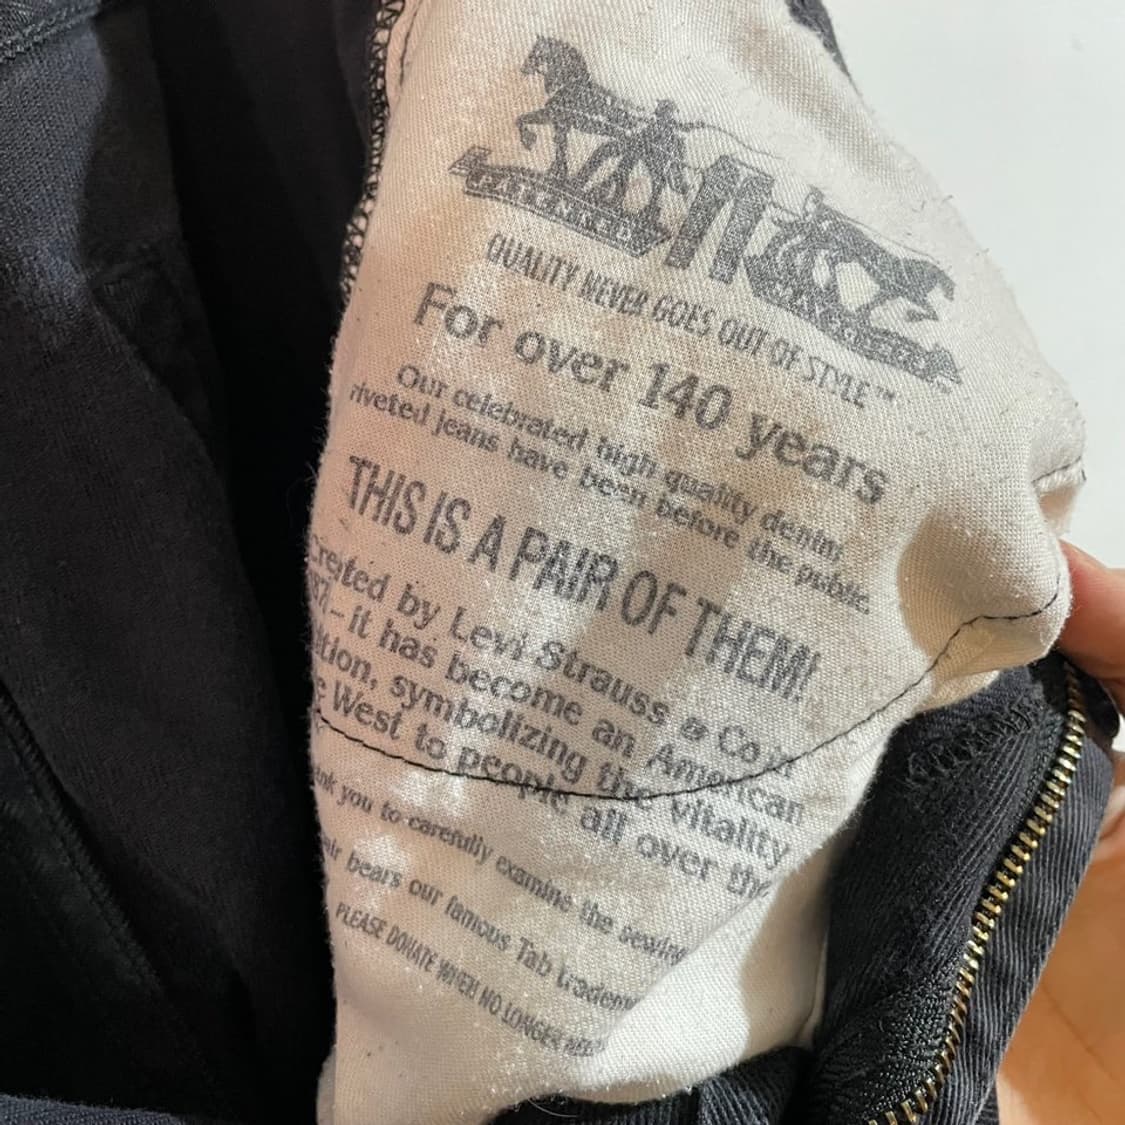 PATENTED
QUALITY NEVER GOES OUT OF STYLE™
For over 140 years
Our celebrated high quality denim
riveted jeans have been before the public.
THIS IS A PAIR OF THEM!
Created by Levi Strauss & Co in
it has become an American
symbolizing the vitality
West to people all over the
you to carefully examine the sewing
bears our famous Tab
PLEASE DONATE WHEN NO LONGER